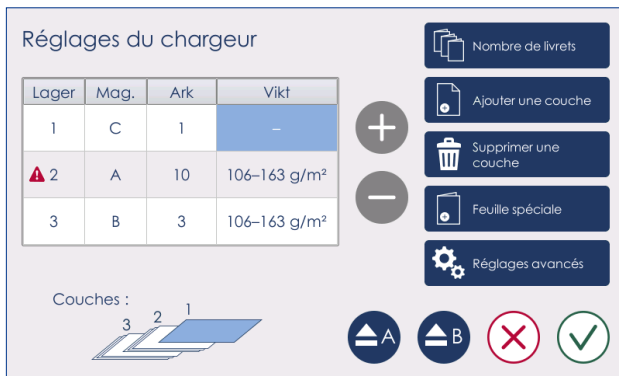 Réglages du chargeur
Lager Mag. Ark Vikt
1 C 1 –
2 A 10 106–163 g/m²
3 B 3 106–163 g/m²
Couches :
3 2 1
Nombre de livrets
Ajouter une couche
Supprimer une
couche
Feuille spéciale
Réglages avancés
A
B